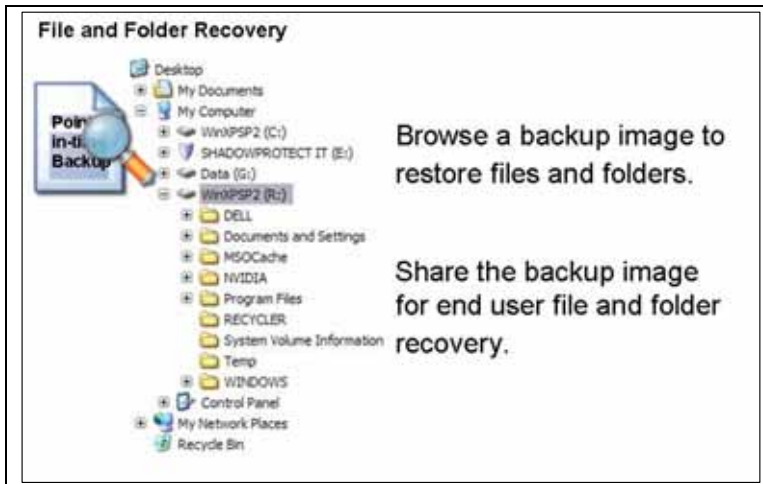 File and Folder Recovery
Desktop
My Documents
My Computer
WinXPSP2 (C:)
SHADOWPROTECT IT (E:)
Data (G:)
WinXPSP2 (R:)
DELL
Documents and Settings
MSOCache
NVIDIA
Program Files
RECYCLER
System Volume Information
Temp
WINDOWS
Control Panel
My Network Places
Recycle Bin
Backup
Browse a backup image to
restore files and folders.
Share the backup image
for end user file and folder
recovery.